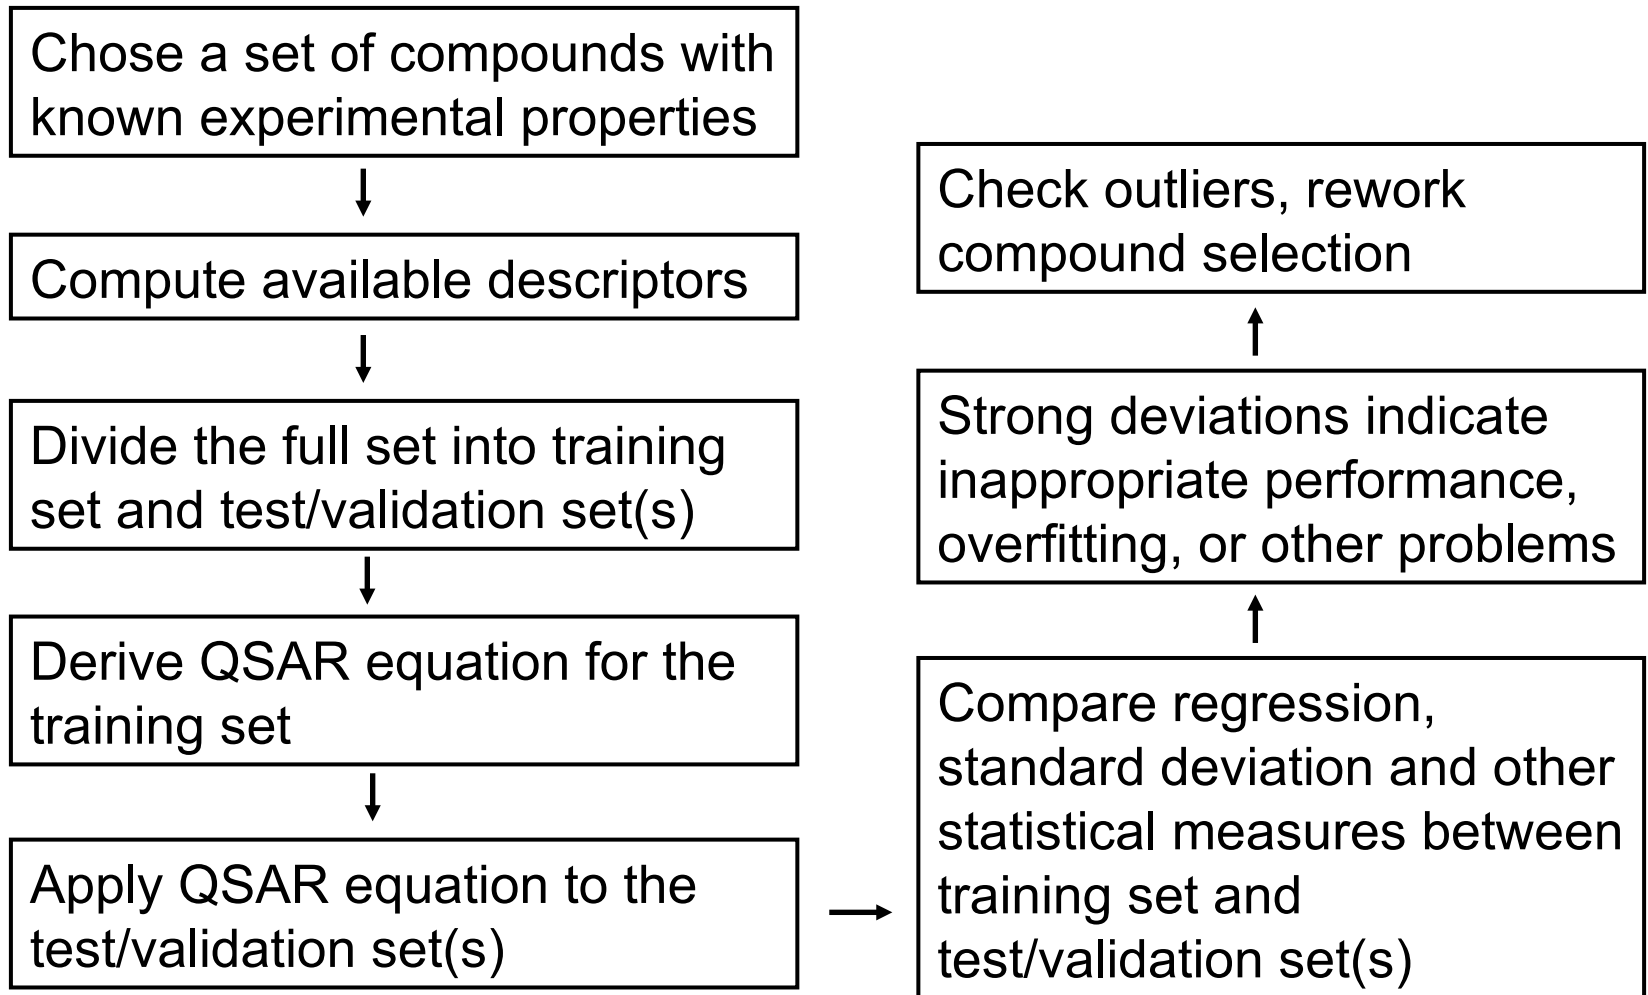 Chose a set of compounds with
known experimental properties
Compute available descriptors
Divide the full set into training
set and test/validation set(s)
Derive QSAR equation for the
training set
Apply QSAR equation to the
test/validation set(s)
Compare regression,
standard deviation and other
statistical measures between
training set and
test/validation set(s)
Strong deviations indicate
inappropriate performance,
overfitting, or other problems
Check outliers, rework
compound selection